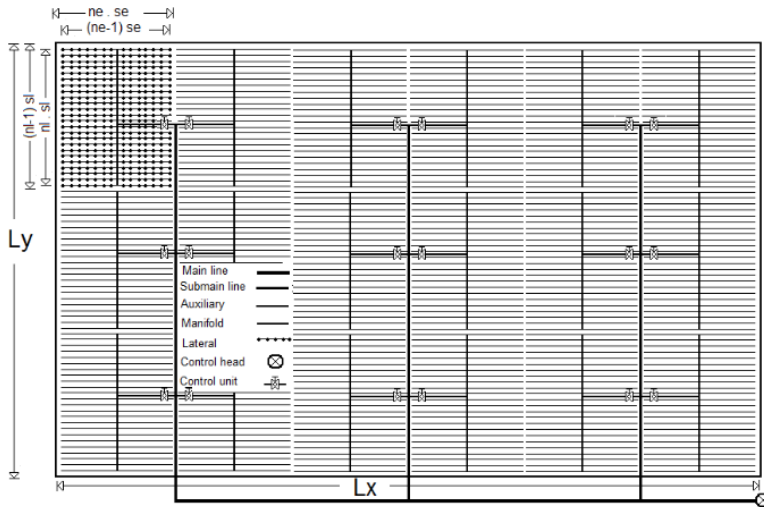 ne . se
(ne-1) se
(nl-1) sl
nl . sl
Ly
Main line
Submain line
Auxiliary
Manifold
Lateral
Control head
Control unit
Lx